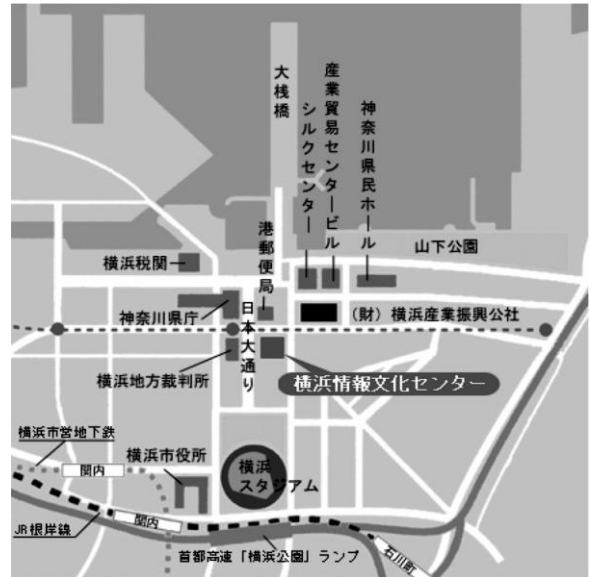 大桟橋
シルクセンター
産業貿易センタービル
神奈川県民ホール
港郵便局
山下公園
横浜税関
神奈川県庁
日本大通り
(財)横浜産業振興公社
横浜地方裁判所
横浜情報文化センター
横浜市営地下鉄
横浜市役所
横浜
スタジアム
関内
JR根岸線
関内
首都高速「横浜公園」ランプ
石川町